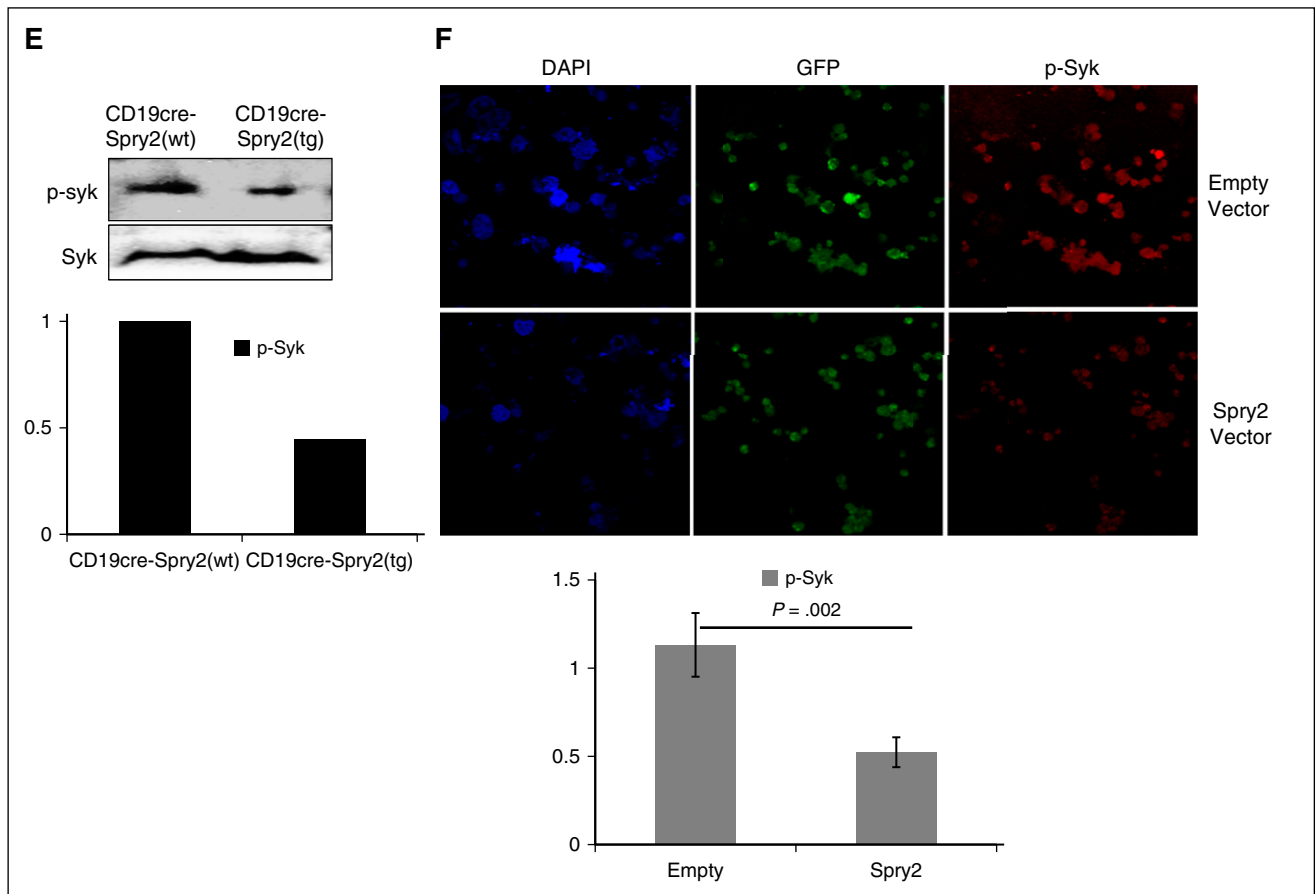 E
CD19cre-
Spry2(wt)
CD19cre-
Spry2(tg)
p-syk
Syk
1
p-Syk
0.5
0
CD19cre-Spry2(wt) CD19cre-Spry2(tg)
F
DAPI GFP p-Syk
Empty
Vector
Spry2
Vector
1.5
p-Syk
P = .002
1
0.5
0
Empty Spry2